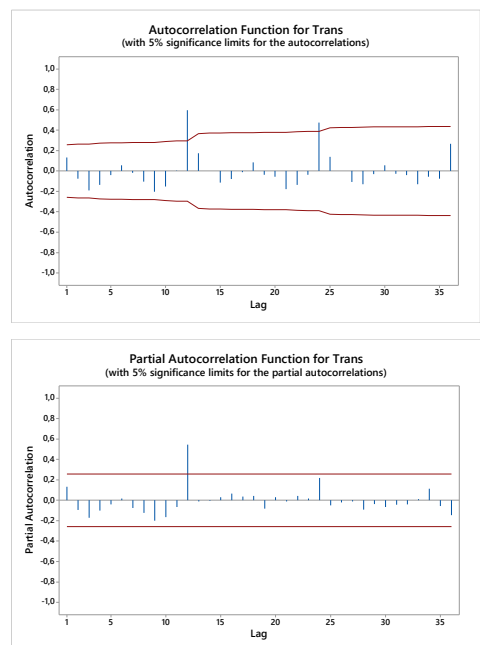 Autocorrelation Function for Trans
(with 5% significance limits for the autocorrelations)
1,0
0,8
0,6
0,4
0,2
0,0
-0,2
-0,4
-0,6
-0,8
-1,0
Autocorrelation
1 5 10 15 20 25 30 35
Lag
Partial Autocorrelation Function for Trans
(with 5% significance limits for the partial autocorrelations)
1,0
0,8
0,6
0,4
0,2
0,0
-0,2
-0,4
-0,6
-0,8
-1,0
Partial Autocorrelation
1 5 10 15 20 25 30 35
Lag